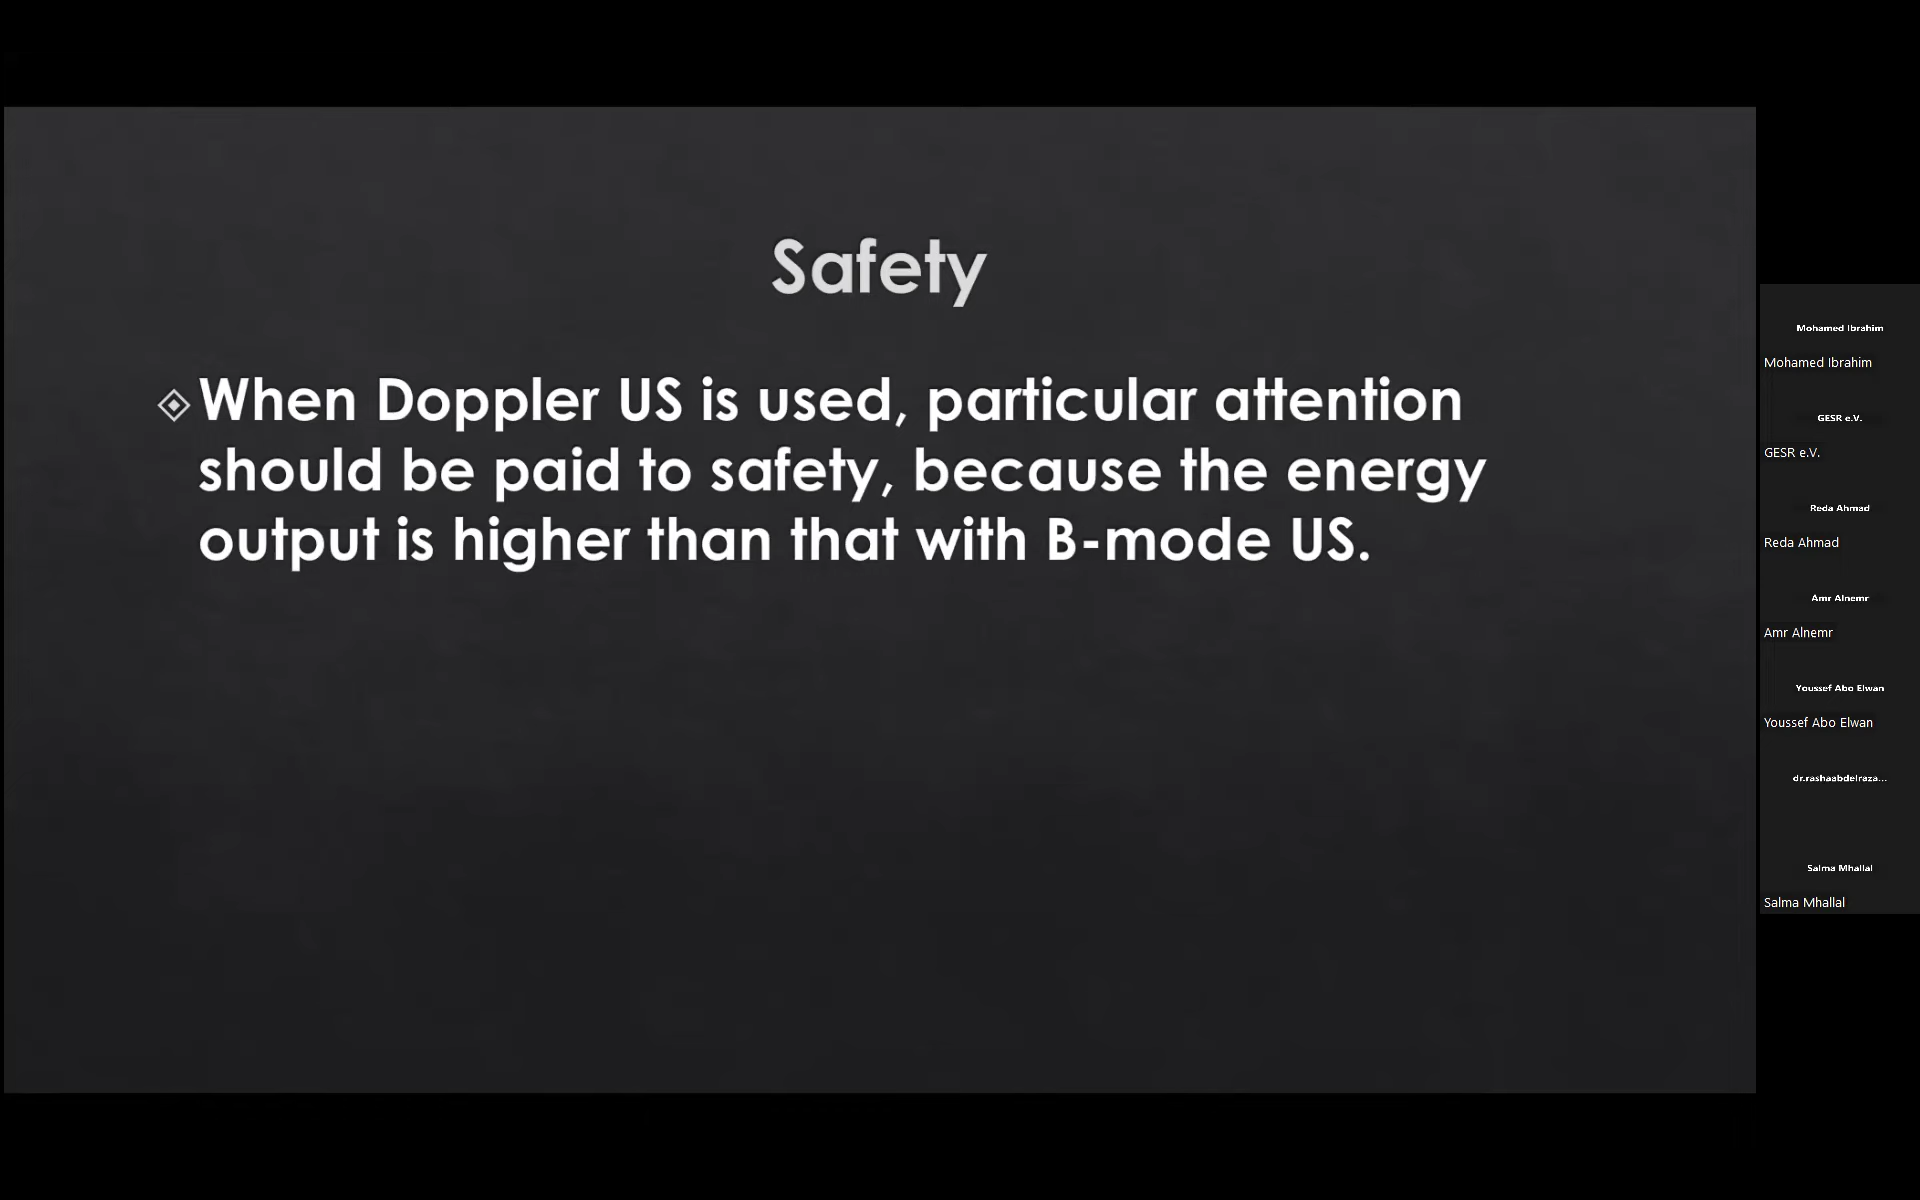 Safety
When Doppler US is used, particular attention
should be paid to safety, because the energy
output is higher than that with B-mode US.
Mohamed Ibrahim
Mohamed Ibrahim
GESR e.V.
GESR e.V.
Reda Ahmad
Reda Ahmad
Amr Alnemr
Amr Alnemr
Youssef Abo Elwan
Youssef Abo Elwan
dr.rashaabdelraza...
Salma Mhallal
Salma Mhallal